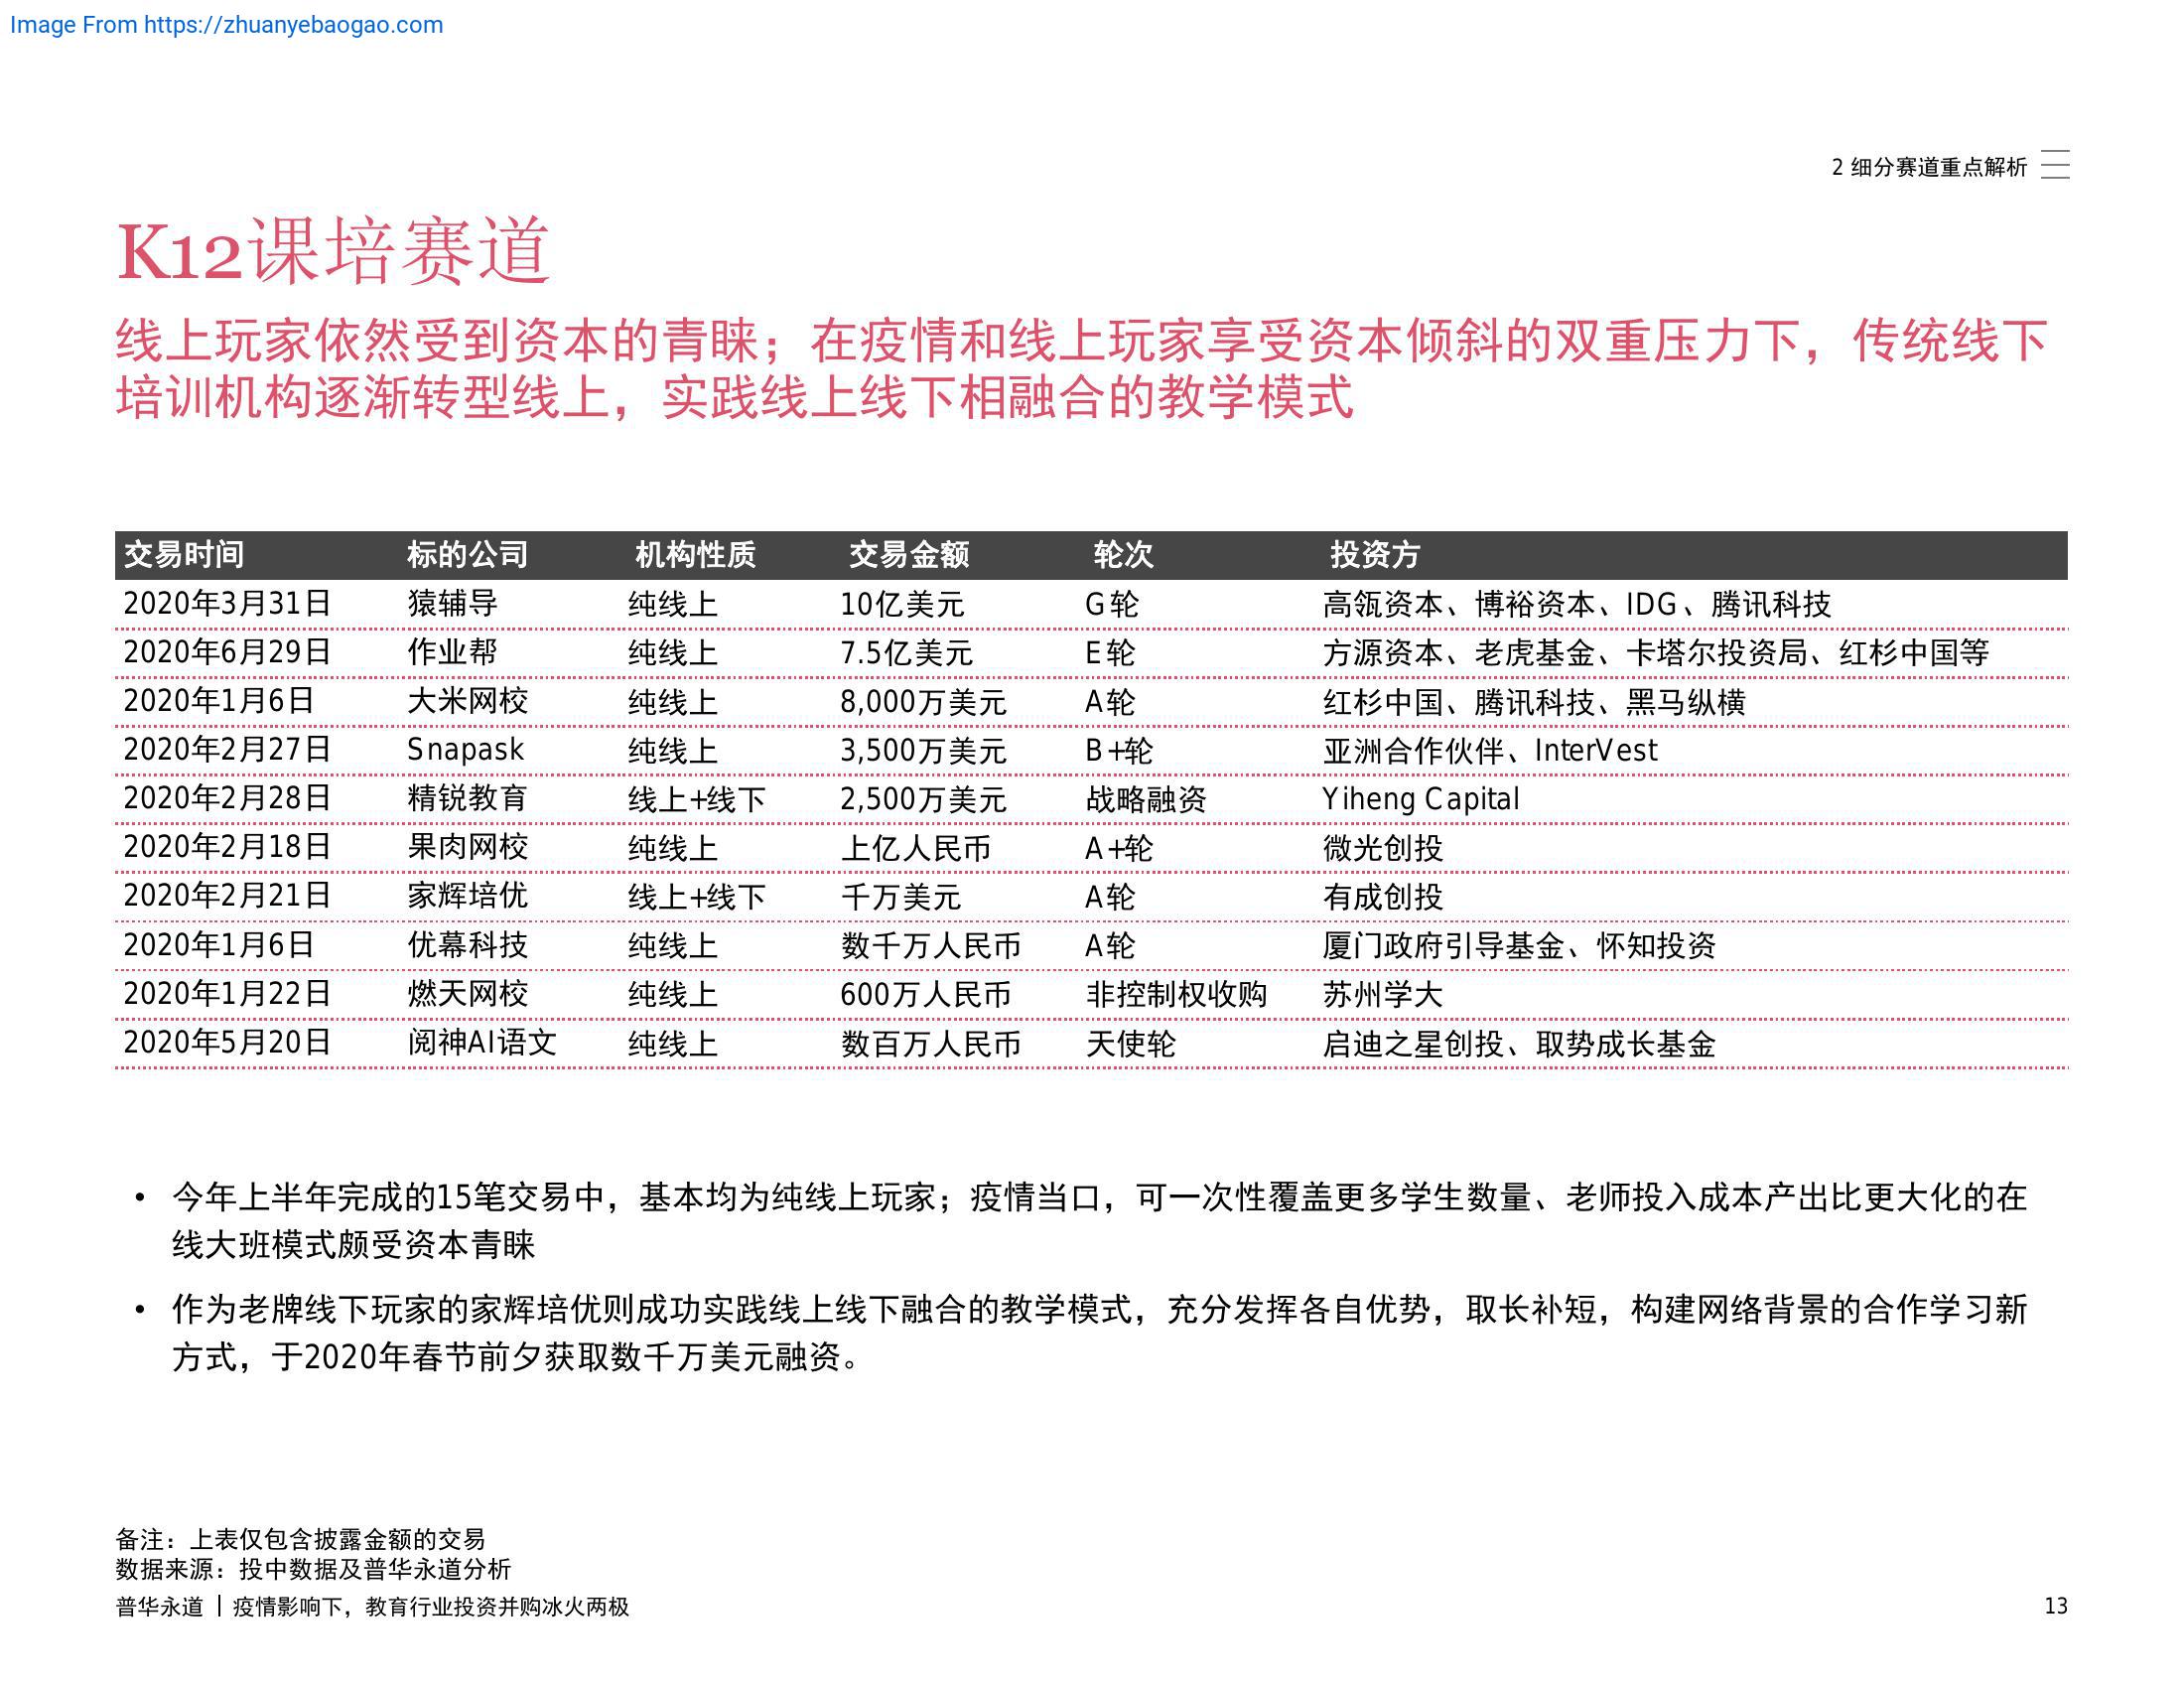 Image From https://zhuanyebaogao.com
2 细分赛道重点解析
K12课培赛道
线上玩家依然受到资本的青睐；在疫情和线上玩家享受资本倾斜的双重压力下，传统线下
培训机构逐渐转型线上，实践线上线下相融合的教学模式
交易时间 标的公司 机构性质 交易金额 轮次 投资方
2020年3月31日 猿辅导 纯线上 10亿美元 G轮 高瓴资本、博裕资本、IDG、腾讯科技
2020年6月29日 作业帮 纯线上 7.5亿美元 E轮 方源资本、老虎基金、卡塔尔投资局、红杉中国等
2020年1月6日 大米网校 纯线上 8,000万美元 A轮 红杉中国、腾讯科技、黑马纵横
2020年2月27日 Snapask 纯线上 3,500万美元 B+轮 亚洲合作伙伴、InterVest
2020年2月28日 精锐教育 线上+线下 2,500万美元 战略融资 Yiheng Capital
2020年2月18日 果肉网校 纯线上 上亿人民币 A+轮 微光创投
2020年2月21日 家辉培优 线上+线下 千万美元 A轮 有成创投
2020年1月6日 优幕科技 纯线上 数千万人民币 A轮 厦门政府引导基金、怀知投资
2020年1月22日 燃天网校 纯线上 600万人民币 非控制权收购 苏州学大
2020年5月20日 阅神AI语文 纯线上 数百万人民币 天使轮 启迪之星创投、取势成长基金
• 今年上半年完成的15笔交易中，基本均为纯线上玩家；疫情当口，可一次性覆盖更多学生数量、老师投入成本产出比更大化的在
线大班模式颇受资本青睐
• 作为老牌线下玩家的家辉培优则成功实践线上线下融合的教学模式，充分发挥各自优势，取长补短，构建网络背景的合作学习新
方式，于2020年春节前夕获取数千万美元融资。
备注：上表仅包含披露金额的交易
数据来源：投中数据及普华永道分析
普华永道 | 疫情影响下，教育行业投资并购冰火两极
13